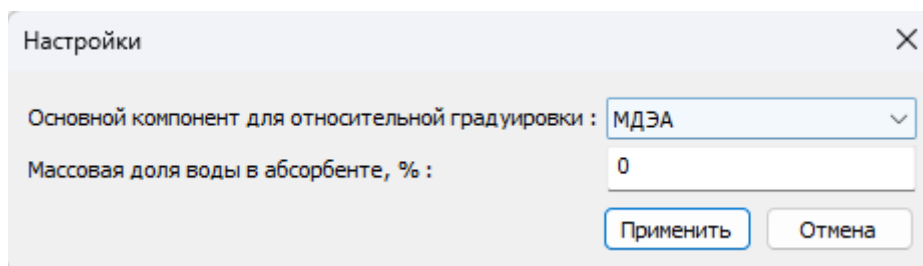 Настройки
Основной компонент для относительной градуировки : МДЭА
Массовая доля воды в абсорбенте, % : 0
Применить Отмена